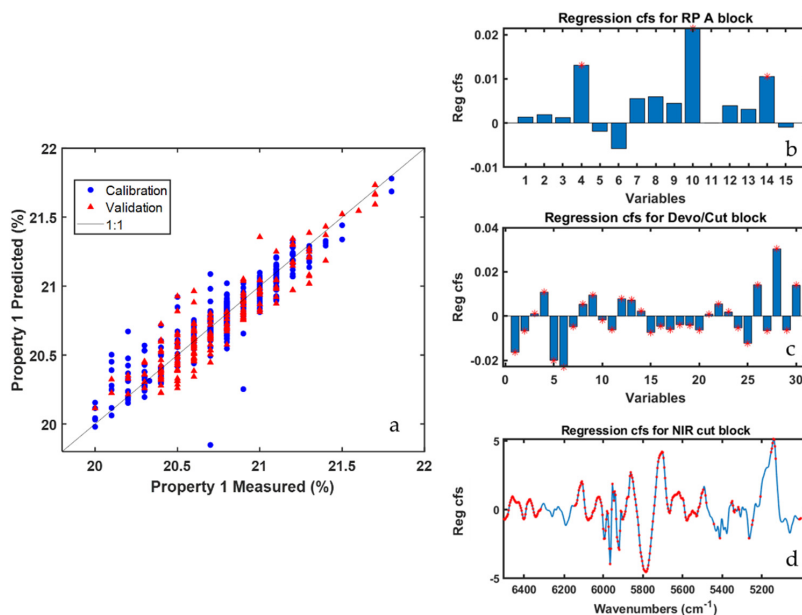 22
21.5
21
20.5
20
20 20.5 21 21.5 22
Property 1 Predicted (%)
Property 1 Measured (%)
Calibration
Validation
1:1
a
Regression cfs for RP A block
0.02
0.01
0
-0.01
Reg cfs
1 2 3 4 5 6 7 8 9 10 11 12 13 14 15
Variables
b
Regression cfs for Devo/Cut block
0.04
0.02
0
-0.02
Reg cfs
0 5 10 15 20 25 30
Variables
c
Regression cfs for NIR cut block
5
0
-5
Reg cfs
6400 6200 6000 5800 5600 5400 5200
Wavenumbers (cm⁻¹)
d